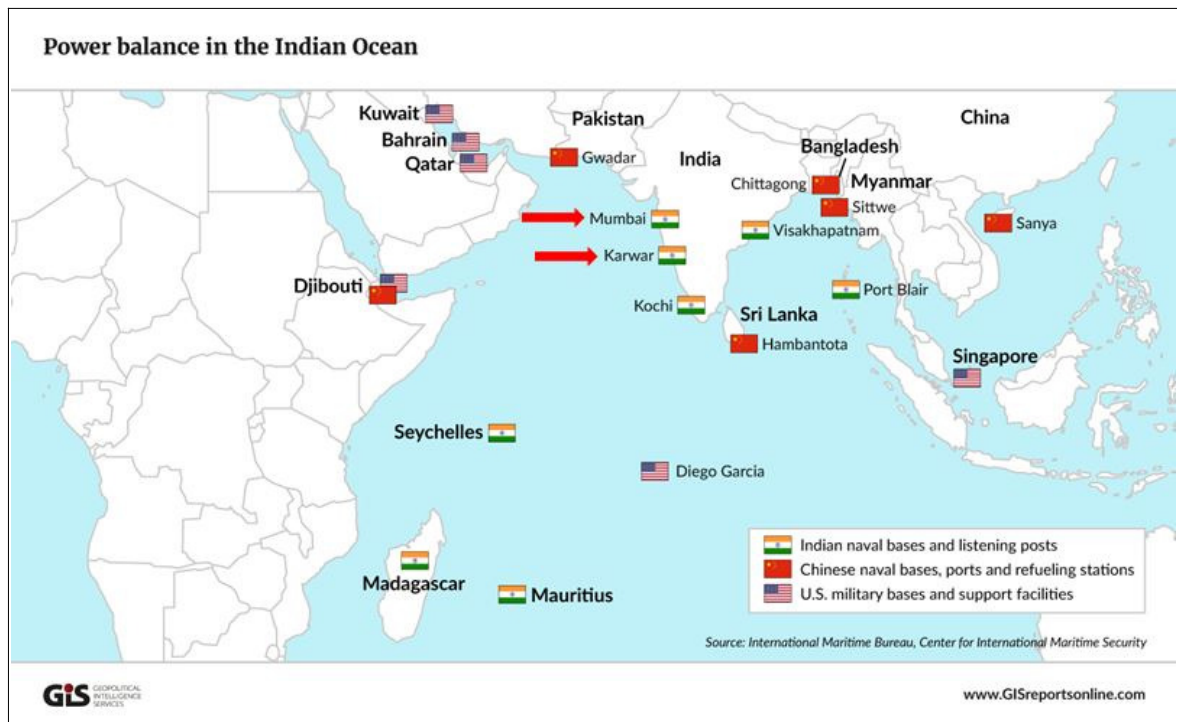 Power balance in the Indian Ocean
Kuwait
Bahrain
Qatar
Pakistan
Gwadar
India
Bangladesh
China
Chittagong
Myanmar
Sittwe
Mumbai
Visakhapatnam
Sanya
Karwar
Djibouti
Kochi
Port Blair
Sri Lanka
Hambantota
Singapore
Seychelles
Diego Garcia
Madagascar
Mauritius
Indian naval bases and listening posts
Chinese naval bases, ports and refueling stations
U.S. military bases and support facilities
Source: International Maritime Bureau, Center for International Maritime Security
GIS
GEOPOLITICAL
INTELLIGENCE
SERVICES
www.GISreportsonline.com